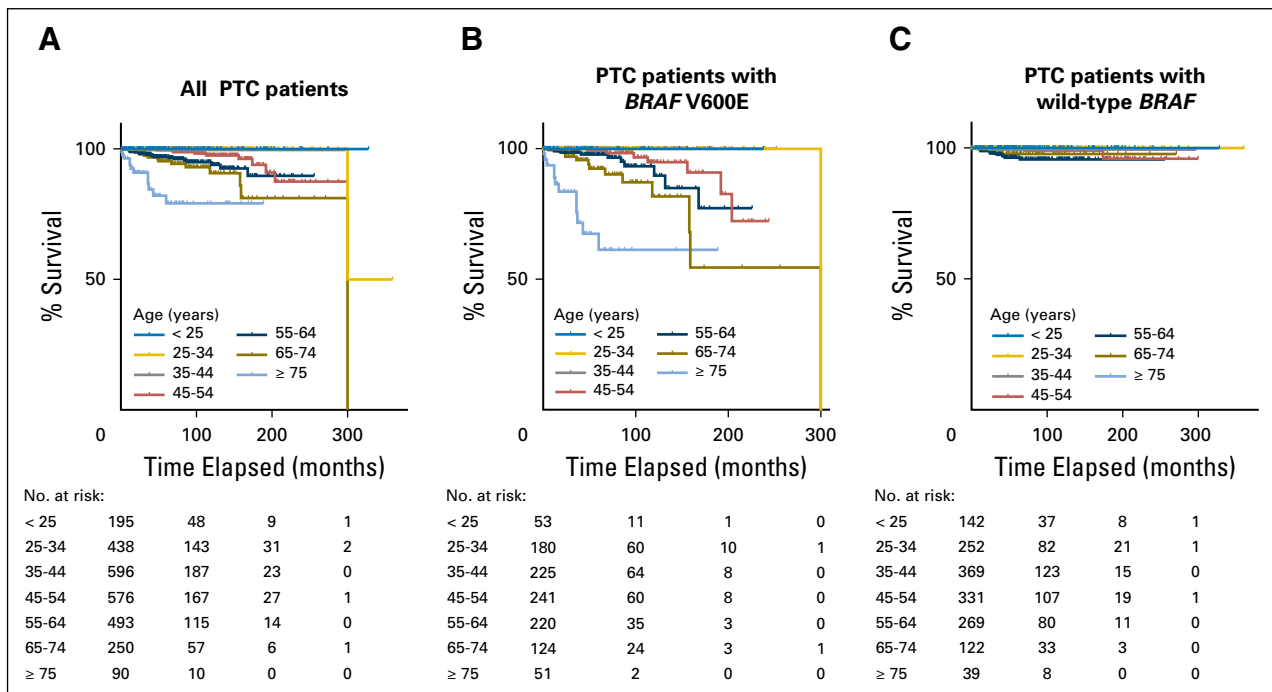 A
All PTC patients
% Survival
100
50
Age (years)
< 25
25-34
35-44
45-54
55-64
65-74
≥ 75
0 100 200 300
Time Elapsed (months)
No. at risk:
< 25 195 48 9 1
25-34 438 143 31 2
35-44 596 187 23 0
45-54 576 167 27 1
55-64 493 115 14 0
65-74 250 57 6 1
≥ 75 90 10 0 0
B
PTC patients with
BRAF V600E
% Survival
100
50
Age (years)
< 25
25-34
35-44
45-54
55-64
65-74
≥ 75
0 100 200 300
Time Elapsed (months)
No. at risk:
< 25 53 11 1 0
25-34 180 60 10 1
35-44 225 64 8 0
45-54 241 60 8 0
55-64 220 35 3 0
65-74 124 24 3 1
≥ 75 51 2 0 0
C
PTC patients with
wild-type BRAF
% Survival
100
50
Age (years)
< 25
25-34
35-44
45-54
55-64
65-74
≥ 75
0 100 200 300
Time Elapsed (months)
No. at risk:
< 25 142 37 8 1
25-34 252 82 21 1
35-44 369 123 15 0
45-54 331 107 19 1
55-64 269 80 11 0
65-74 122 33 3 0
≥ 75 39 8 0 0